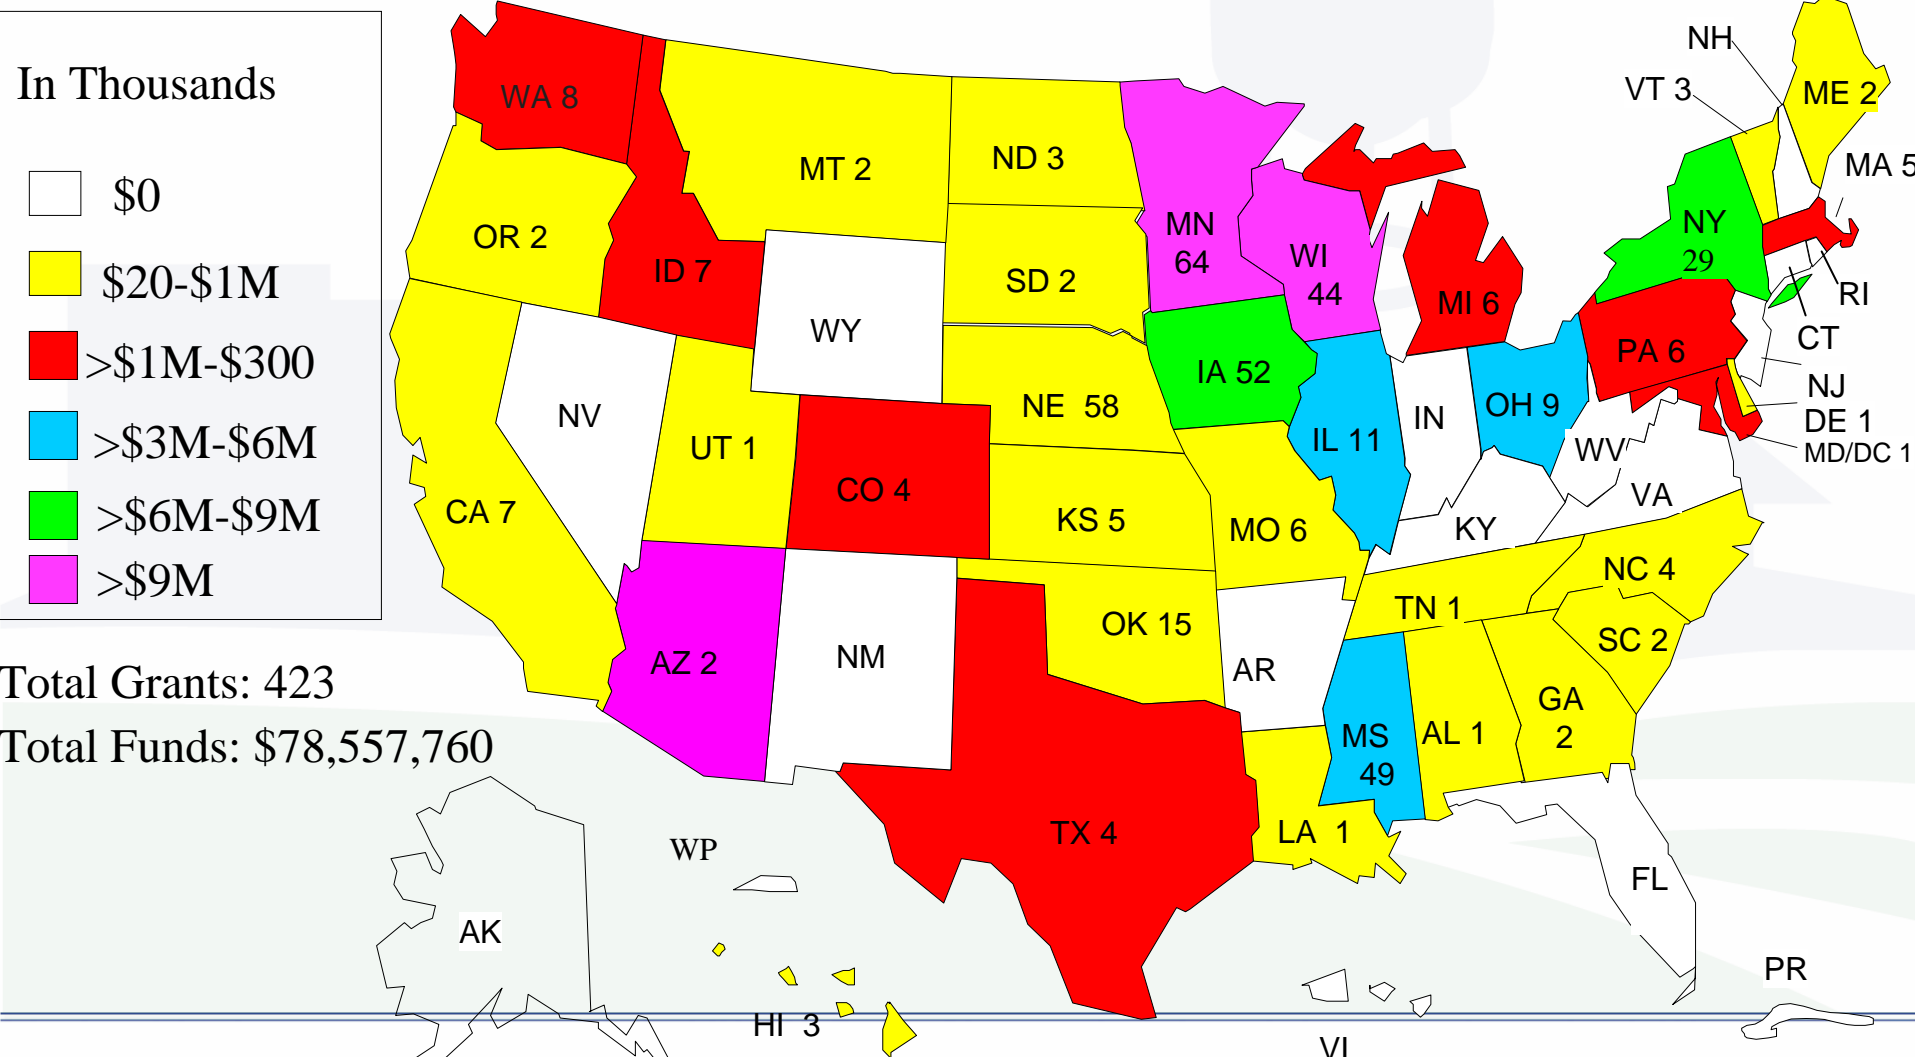 In Thousands
$0
$20-$1M
>$1M-$300
>$3M-$6M
>$6M-$9M
>$9M
Total Grants: 423
Total Funds: $78,557,760
WA 8
OR 2
CA 7
ID 7
NV
MT 2
WY
UT 1
AZ 2
CO 4
NM
ND 3
SD 2
NE 58
KS 5
OK 15
TX 4
MN
64
IA 52
MO 6
AR
LA 1
WI
44
IL 11
MS
49
MI 6
IN
KY
TN 1
AL 1
OH 9
WV
VA
NC 4
SC 2
GA
2
FL
PA 6
NY
29
NH
VT 3
ME 2
MA 5
RI
CT
NJ
DE 1
MD/DC 1
AK
WP
HI 3
VI
PR